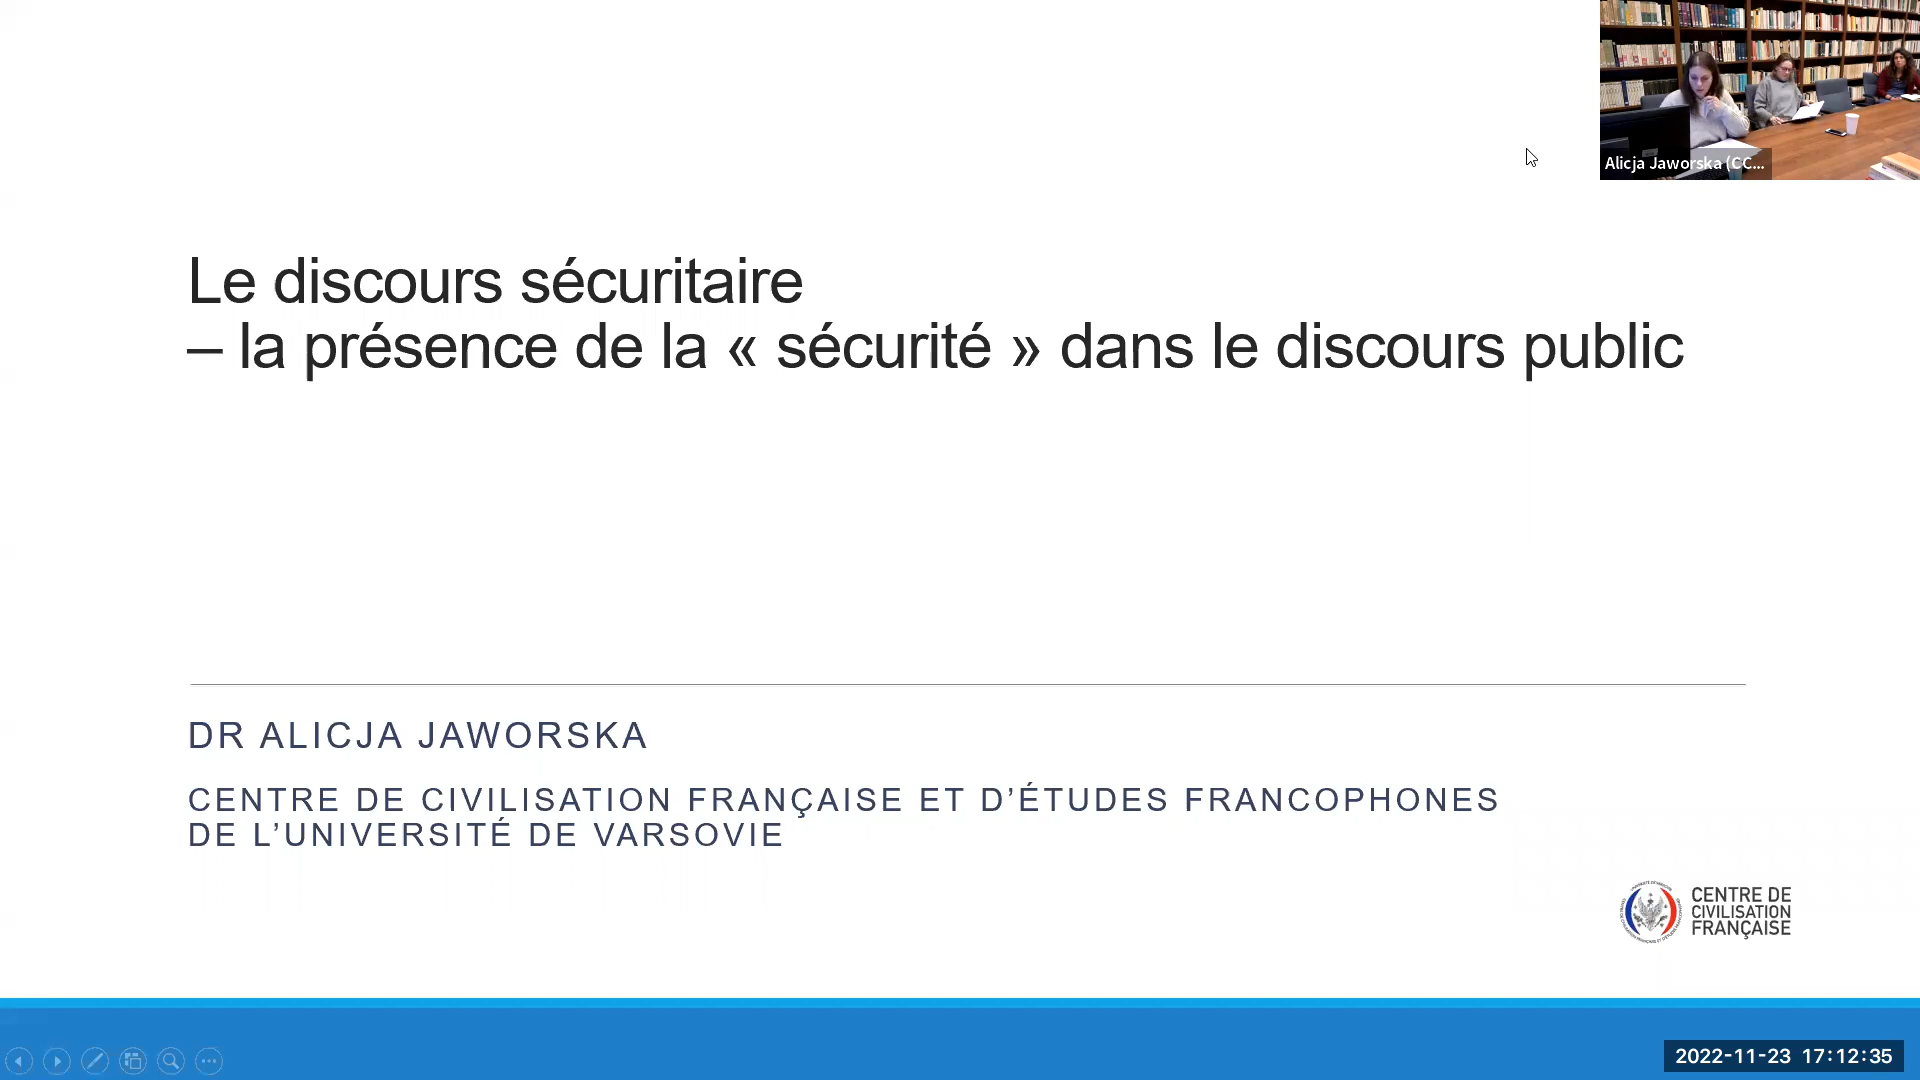 Alicja Jaworska (CC...
Le discours sécuritaire
– la présence de la « sécurité » dans le discours public
DR ALICJA JAWORSKA
CENTRE DE CIVILISATION FRANÇAISE ET D’ÉTUDES FRANCOPHONES
DE L’UNIVERSITÉ DE VARSOVIE
CENTRE DE
CIVILISATION
FRANÇAISE
2022-11-23 17:12:35